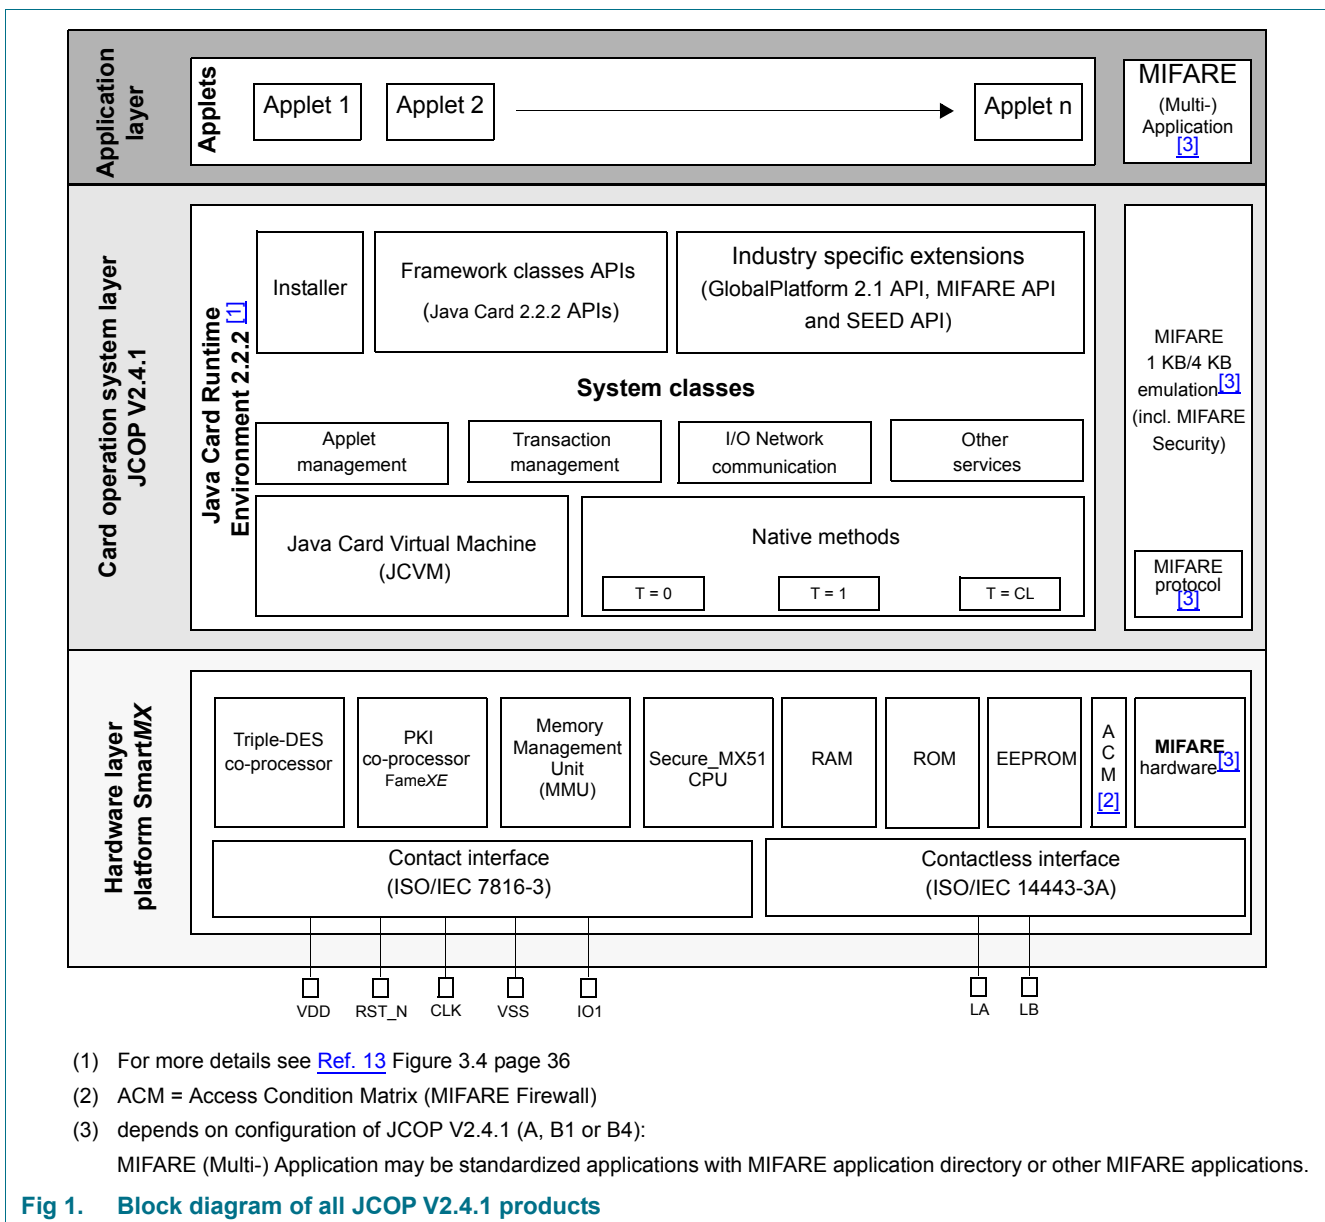 Application
layer
Applets
Applet 1
Applet 2
Applet n
MIFARE
(Multi-)
Application
[3]
Card operation system layer
JCOP V2.4.1
Java Card Runtime
Environment 2.2.2 [1]
Installer
Framework classes APIs
(Java Card 2.2.2 APIs)
Industry specific extensions
(GlobalPlatform 2.1 API, MIFARE API
and SEED API)
System classes
Applet
management
Transaction
management
I/O Network
communication
Other
services
Java Card Virtual Machine
(JCVM)
Native methods
T = 0
T = 1
T = CL
MIFARE
1 KB/4 KB
emulation[3]
(incl. MIFARE
Security)
MIFARE
protocol
[3]
Hardware layer
platform SmartMX
Triple-DES
co-processor
PKI
co-processor
FameXE
Memory
Management
Unit
(MMU)
Secure_MX51
CPU
RAM
ROM
EEPROM
A
C
M
[2]
MIFARE
hardware[3]
Contact interface
(ISO/IEC 7816-3)
Contactless interface
(ISO/IEC 14443-3A)
VDD
RST_N
CLK
VSS
IO1
LA
LB
(1) For more details see Ref. 13 Figure 3.4 page 36
(2) ACM = Access Condition Matrix (MIFARE Firewall)
(3) depends on configuration of JCOP V2.4.1 (A, B1 or B4):
MIFARE (Multi-) Application may be standardized applications with MIFARE application directory or other MIFARE applications.
Fig 1. Block diagram of all JCOP V2.4.1 products